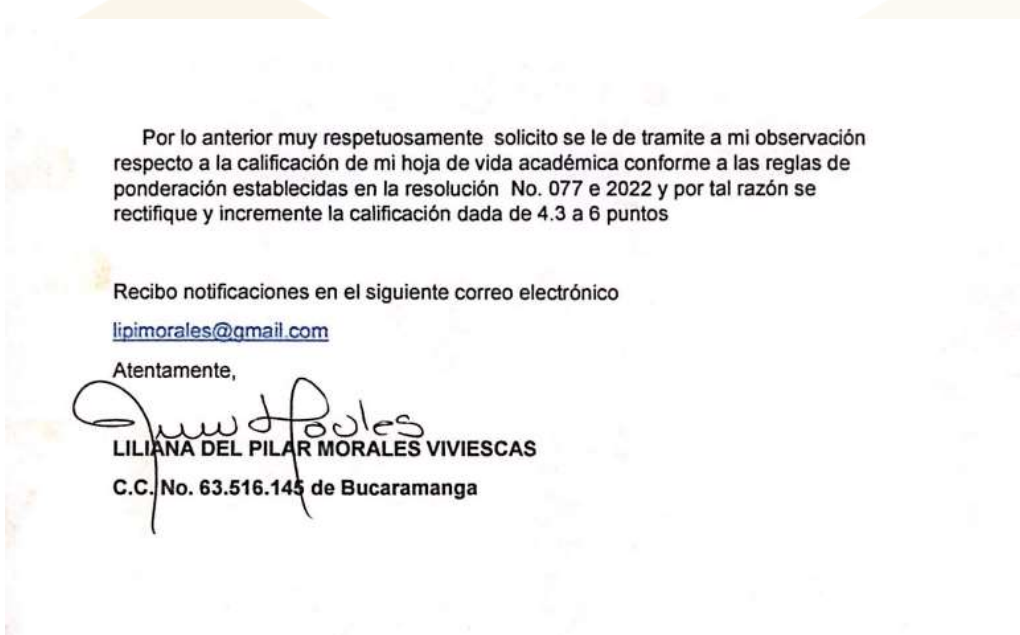 Por lo anterior muy respetuosamente solicito se le de tramite a mi observación
respecto a la calificación de mi hoja de vida académica conforme a las reglas de
ponderación establecidas en la resolución No. 077 e 2022 y por tal razón se
rectifique y incremente la calificación dada de 4.3 a 6 puntos
Recibo notificaciones en el siguiente correo electrónico
lipimorales@gmail.com
Atentamente,
LILIANA DEL PILAR MORALES VIVIESCAS
C.C. No. 63.516.145 de Bucaramanga